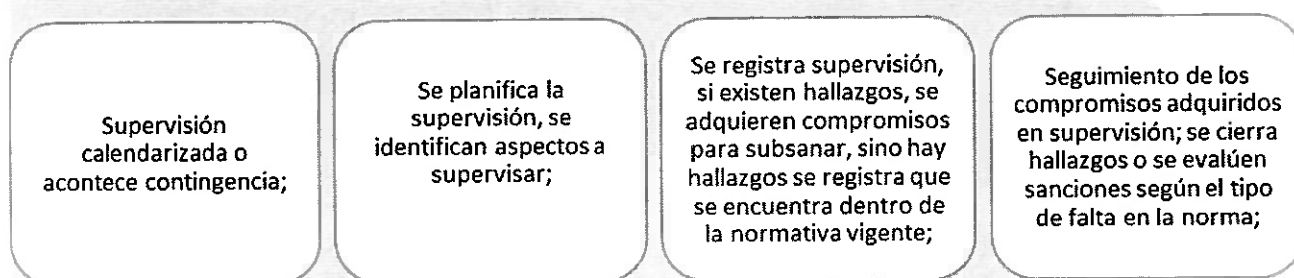 Supervisión
calendarizada o
acontece contingencia;
Se planifica la
supervisión, se
identifican aspectos a
supervisar;
Se registra supervisión,
si existen hallazgos, se
adquieren compromisos
para subsanar, sino hay
hallazgos se registra que
se encuentra dentro de
la normativa vigente;
Seguimiento de los
compromisos adquiridos
en supervisión; se cierra
hallazgos o se evalúen
sanciones según el tipo
de falta en la norma;